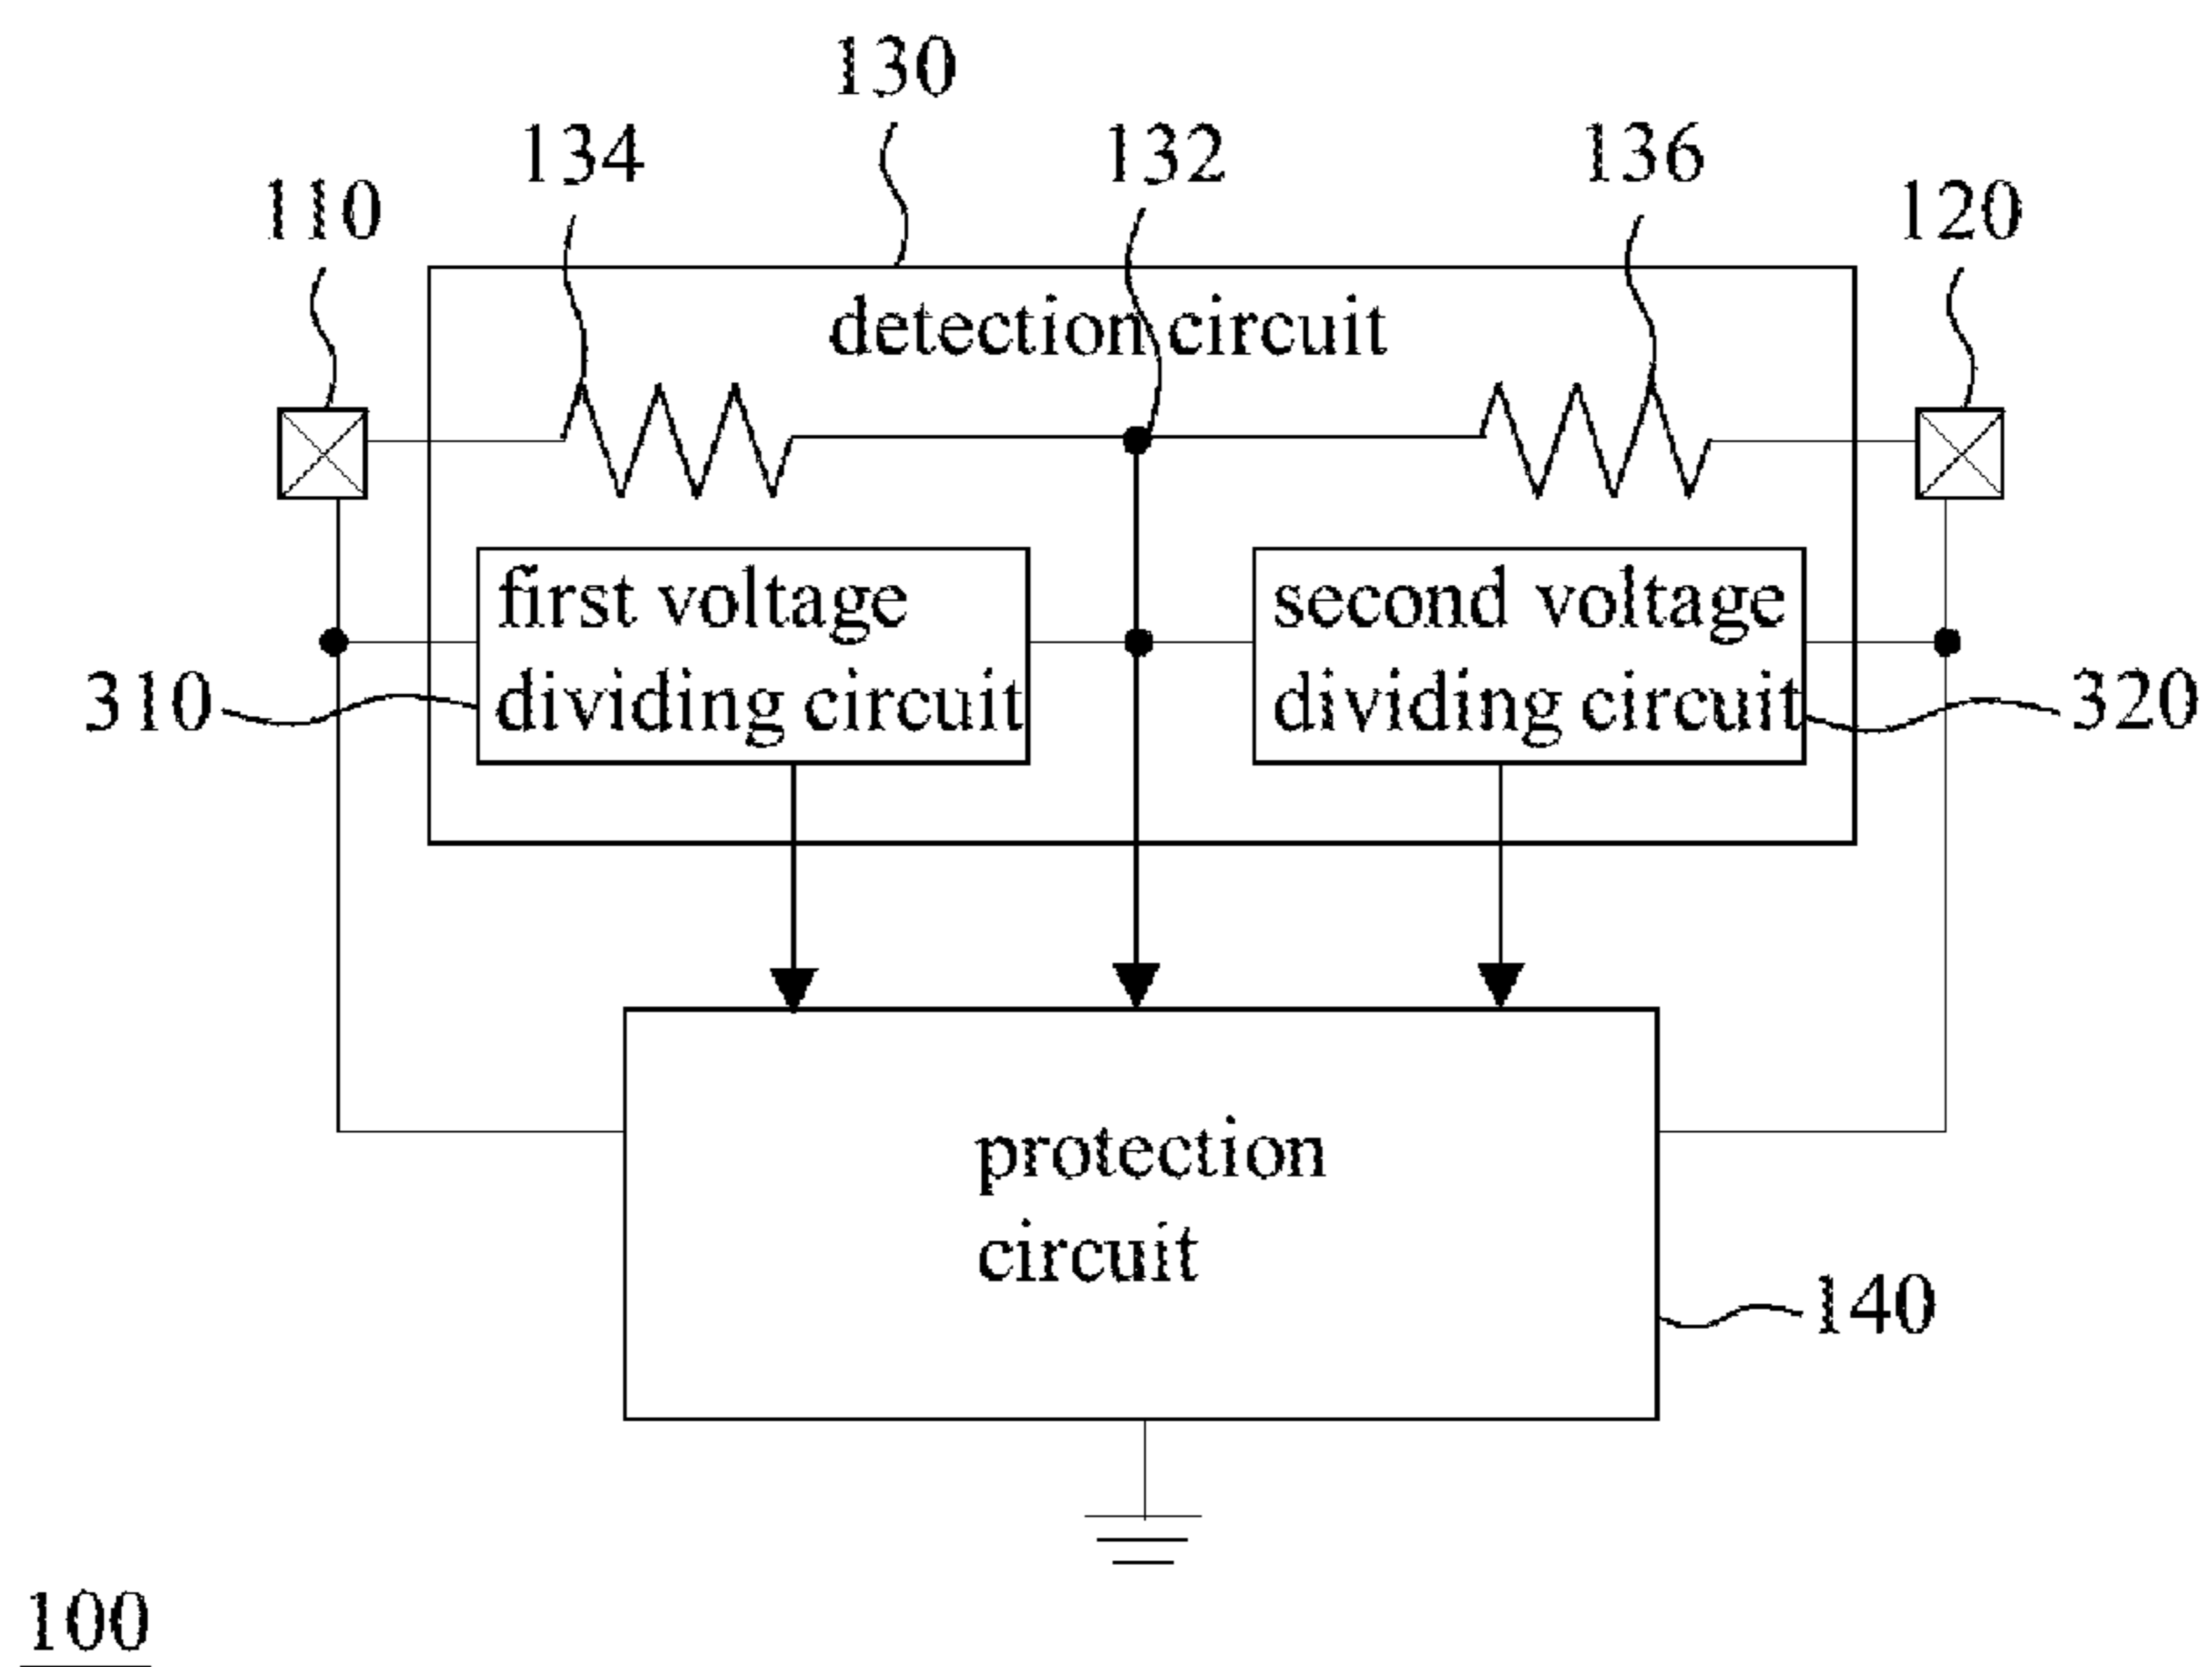 130
134
132
136
110
120
detection circuit
first voltage
dividing circuit
second voltage
dividing circuit
310
320
protection
circuit
140
100